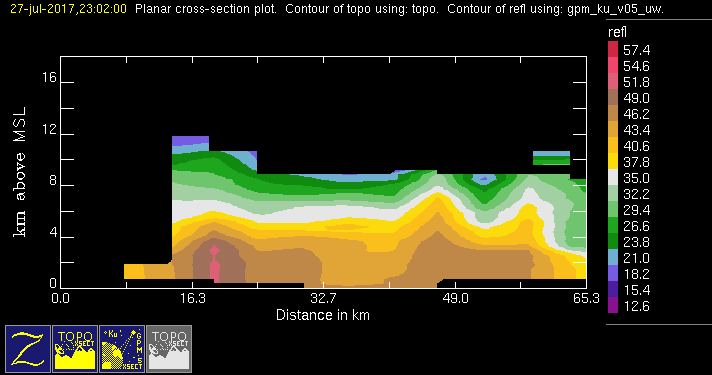 27-jul-2017,23:02:00 Planar cross-section plot. Contour of topo using: topo. Contour of refl using: gpm_ku_v05_uw.
refl
57.4
54.6
51.8
49.0
46.2
43.4
40.6
37.8
35.0
32.2
29.4
26.6
23.8
21.0
18.2
15.4
12.6
km above MSL
16
12
8
4
0
0.0 16.3 32.7 49.0 65.3
Distance in km
Z
TOPO XSECT
"Ku" GPM'S XSECT
TOPO XSECT